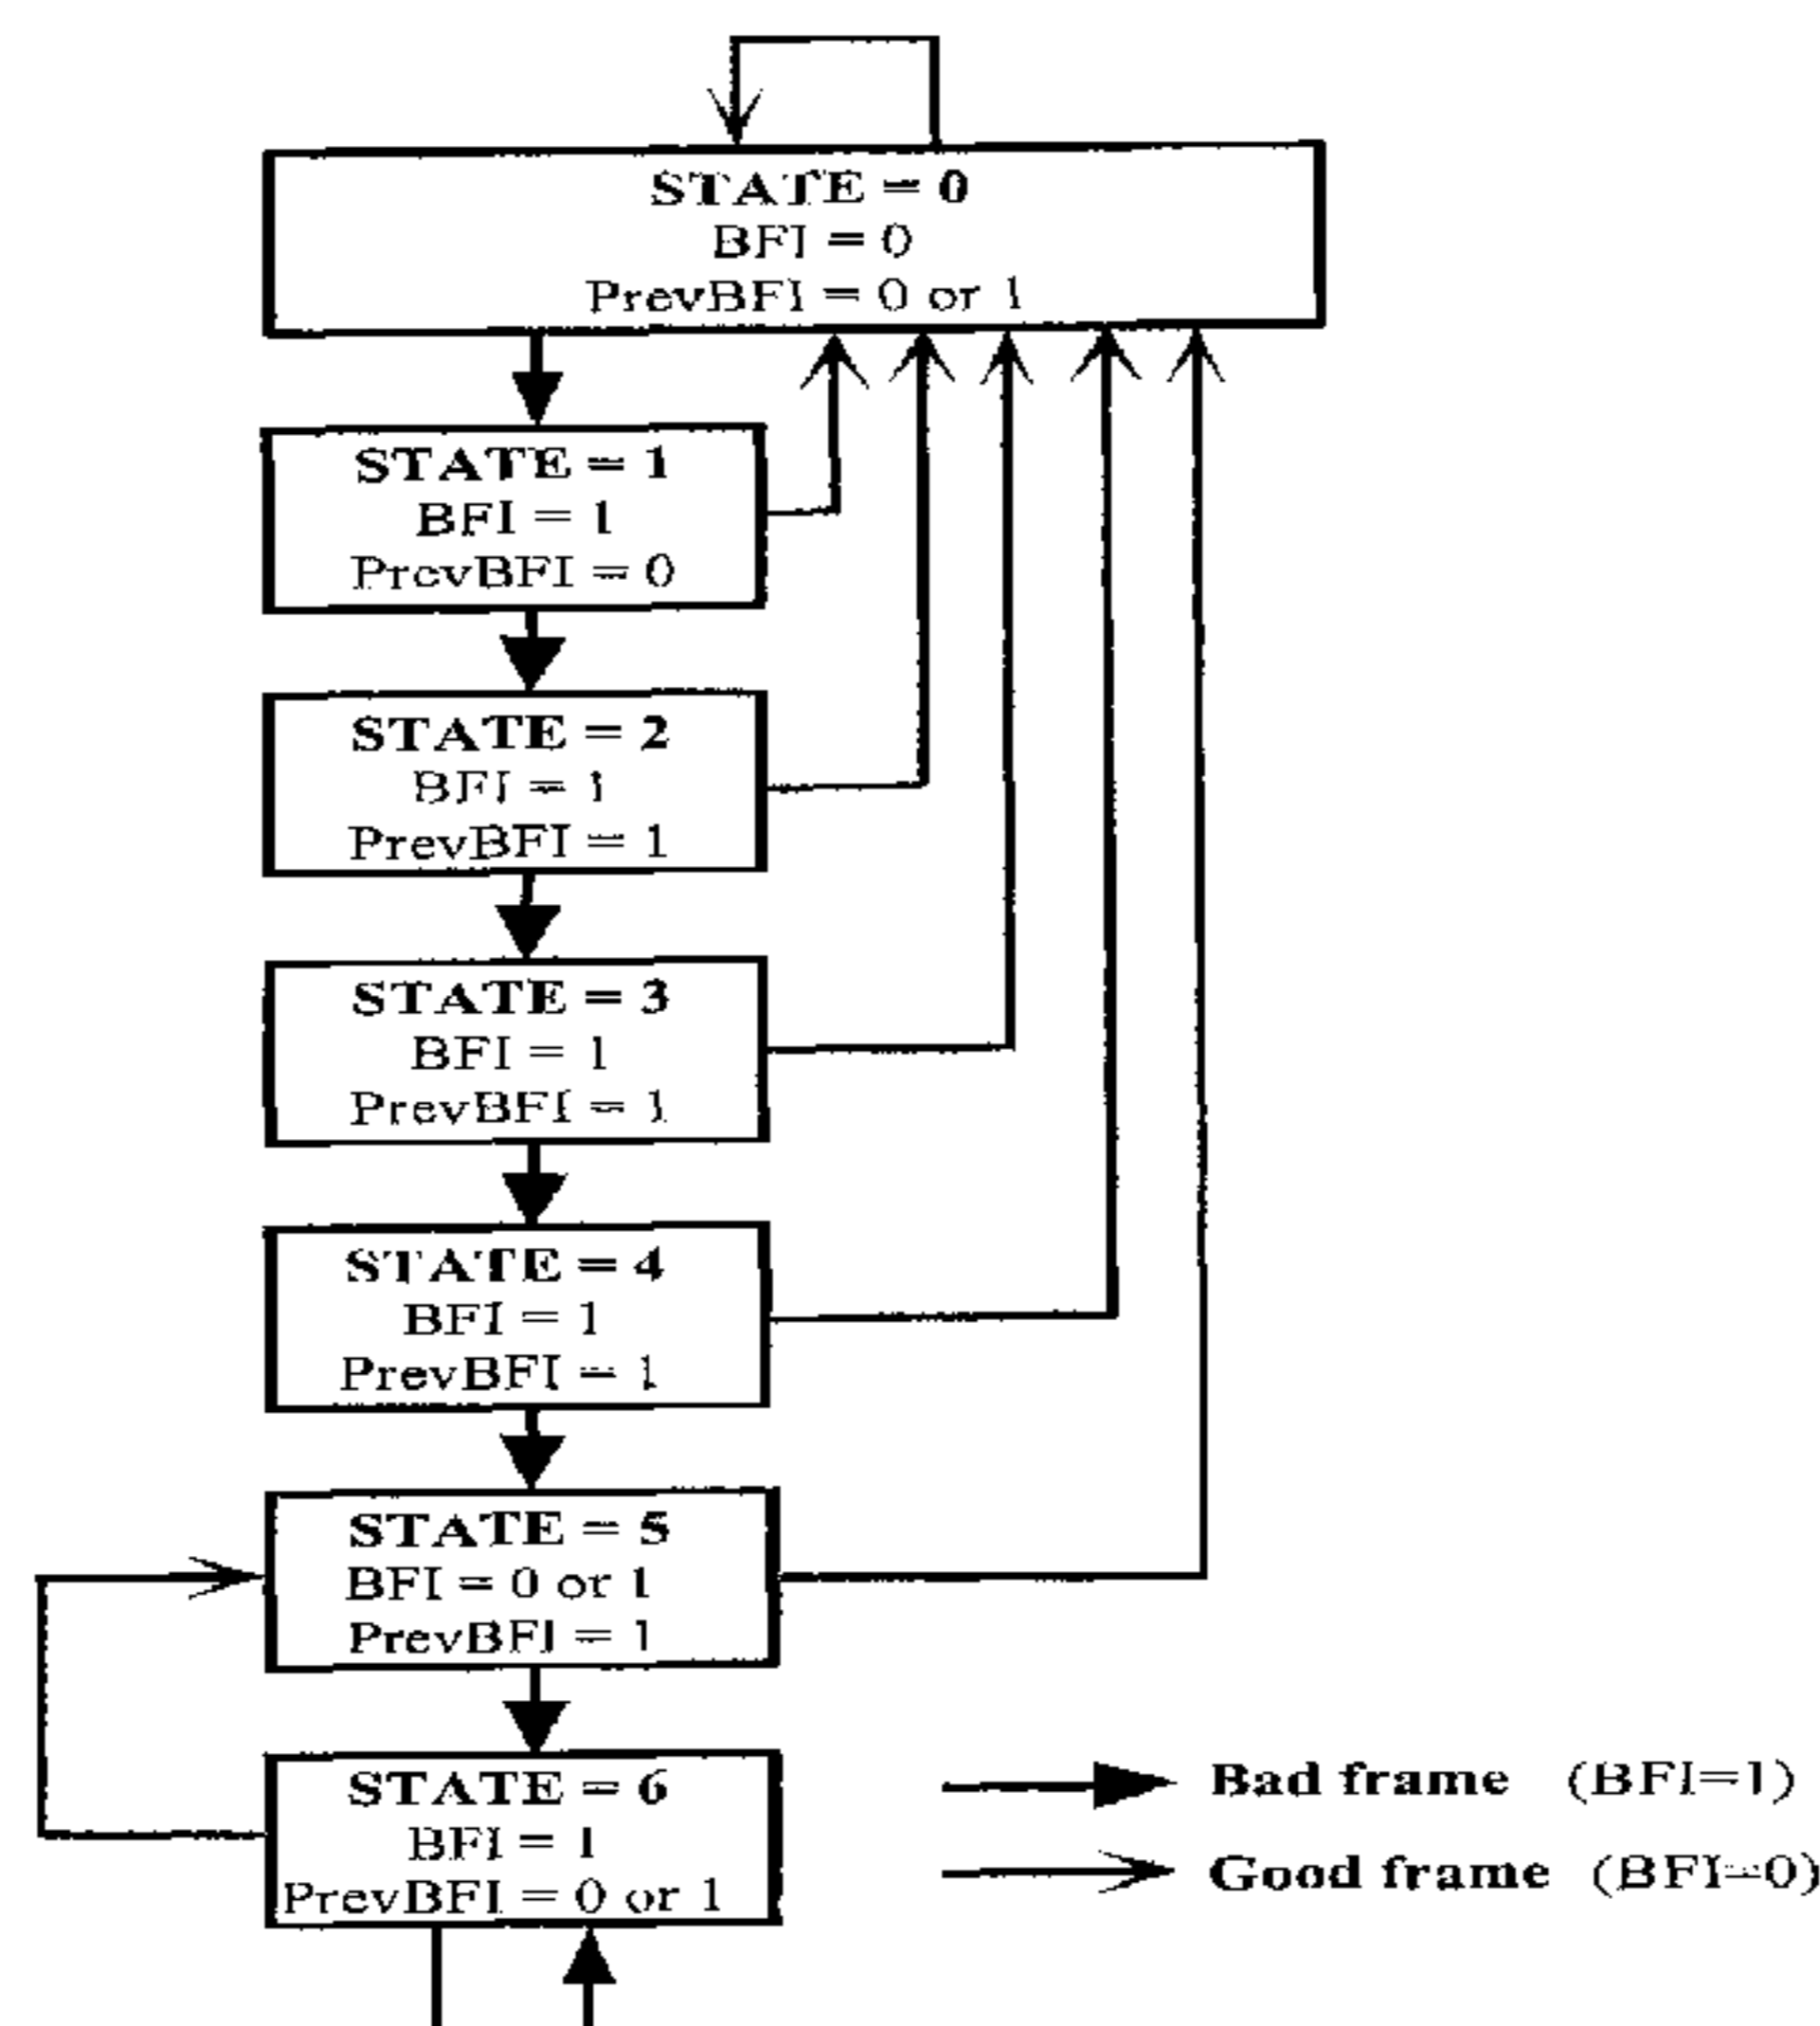 STATE = 0
BFI = 0
PrevBFI = 0 or 1
STATE = 1
BFI = 1
PrevBFI = 0
STATE = 2
BFI = 1
PrevBFI = 1
STATE = 3
BFI = 1
PrevBFI = 1
STATE = 4
BFI = 1
PrevBFI = 1
STATE = 5
BFI = 0 or 1
PrevBFI = 1
STATE = 6
BFI = 1
PrevBFI = 0 or 1
Bad frame (BFI=1)
Good frame (BFI=0)